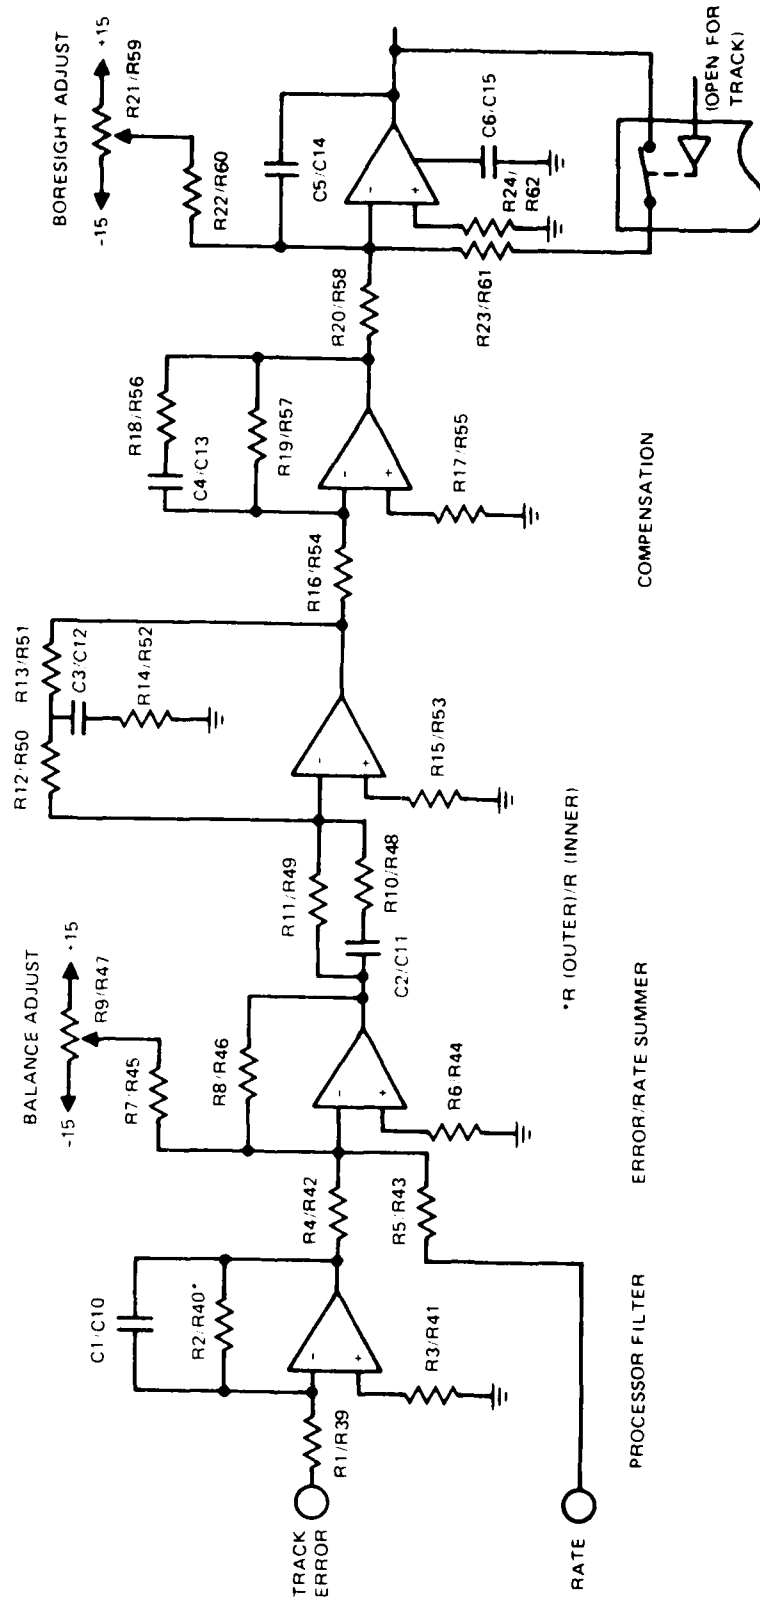 TRACK
ERROR
R1/R39
C1/C10
R2/R40*
R3/R41
PROCESSOR FILTER
RATE
R4/R42
R5/R43
BALANCE ADJUST
-15
+15
R9/R47
R7/R45
R8/R46
-
+
R6/R44
ERROR/RATE SUMMER
C2/C11
R11/R49
R10/R48
*R (OUTER)/R (INNER)
R12/R50
R13/R51
C3/C12
R14/R52
-
+
R15/R53
R16/R54
C4/C13
R18/R56
R19/R57
-
+
R17/R55
COMPENSATION
R20/R58
BORESIGHT ADJUST
-15
+15
R21/R59
R22/R60
C5/C14
-
+
C6/C15
R24/
R62
R23/R61
(OPEN FOR
TRACK)
-
+